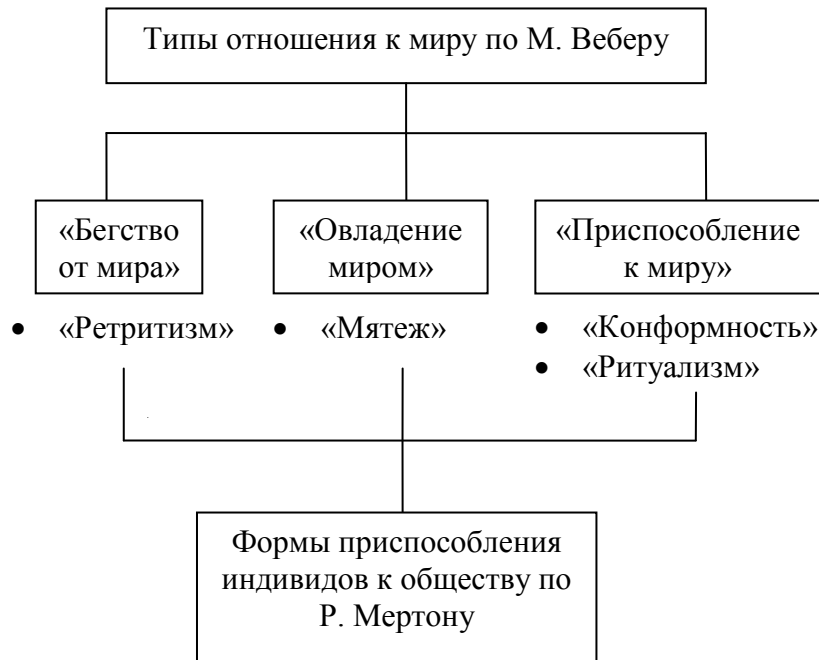 Типы отношения к миру по М. Веберу
«Бегство
от мира»
«Овладение
миром»
«Приспособление
к миру»
• «Ретритизм»
• «Мятеж»
• «Конформность»
• «Ритуализм»
Формы приспособления
индивидов к обществу по
Р. Мертону